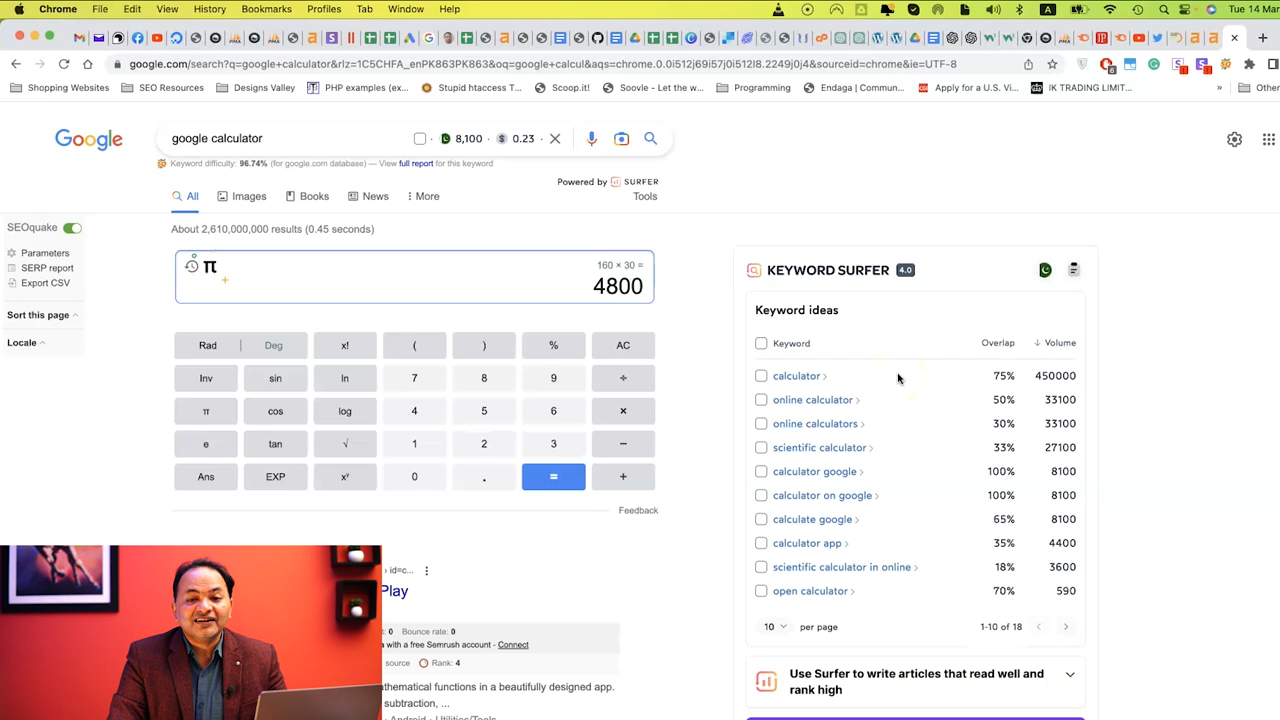 Chrome File Edit View History Bookmarks Profiles Tab Window Help
A
Tue 14 Mar
google.com/search?q=google+calculator&rlz=1C5CHFA_enPK863PK863&oq=google+calcul&aqs=chrome.0.0i512j69i57j0i512l8.2249j0j4&sourceid=chrome&ie=UTF-8
Shopping Websites SEO Resources Designs Valley PHP examples (ex... Stupid htaccess T... Scoop.it! Soovle - Let the w... Programming Endaga // Commu... Apply for a U.S. Vi... IK TRADING LIMIT... » Other
Google
google calculator
8,100 · $ 0.23 ·
Keyword difficulty: 96.74% (for google.com database) — View full report for this keyword
Powered by SURFER
All Images Books News More Tools
SEOquake
About 2,610,000,000 results (0.45 seconds)
Parameters
SERP report
Export CSV
Sort this page
Locale
π
160 × 30 =
4800
Rad | Deg x! ( ) % AC
Inv sin ln 7 8 9 ÷
π cos log 4 5 6 ×
e tan √ 1 2 3 −
Ans EXP xʸ 0 . = +
Feedback
KEYWORD SURFER 4.0
Keyword ideas
Keyword Overlap Volume
calculator 75% 450000
online calculator 50% 33100
online calculators 30% 33100
scientific calculator 33% 27100
calculator google 100% 8100
calculator on google 100% 8100
calculate google 65% 8100
calculator app 35% 4400
scientific calculator in online 18% 3600
open calculator 70% 590
10 per page 1-10 of 18
Use Surfer to write articles that read well and
rank high
› id=c...
Play
: 0 Bounce rate: 0
a with a free Semrush account - Connect
source Rank: 4
thematical functions in a beautifully designed app.
subtraction, ...
Android · Utilities/Tools